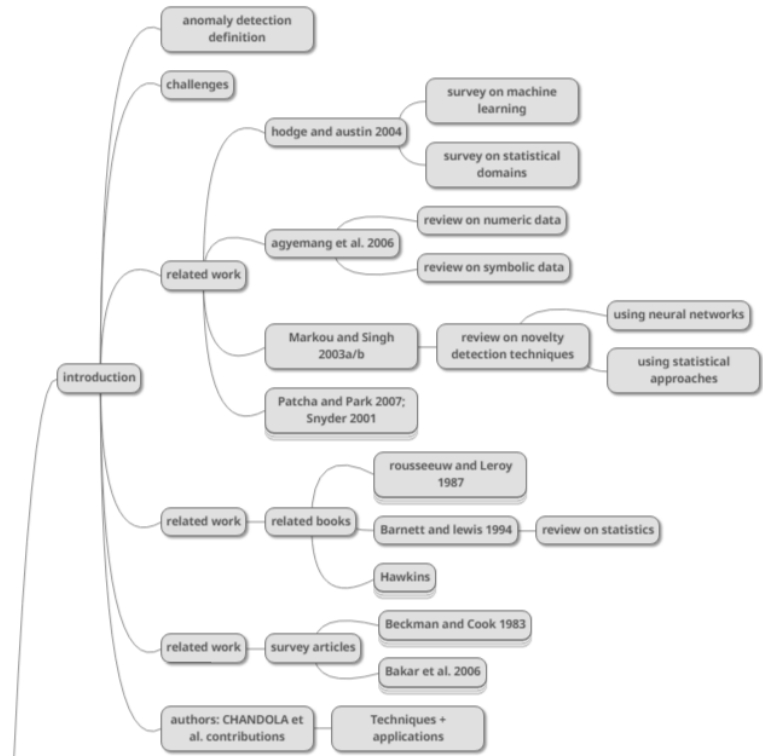 anomaly detection
definition
challenges
survey on machine
learning
hodge and austin 2004
survey on statistical
domains
review on numeric data
agyemang et al. 2006
review on symbolic data
related work
using neural networks
Markou and Singh
2003a/b
review on novelty
detection techniques
using statistical
approaches
introduction
Patcha and Park 2007;
Snyder 2001
rousseeuw and Leroy
1987
related work
related books
Barnett and lewis 1994
review on statistics
Hawkins
Beckman and Cook 1983
related work
survey articles
Bakar et al. 2006
authors: CHANDOLA et
al. contributions
Techniques +
applications